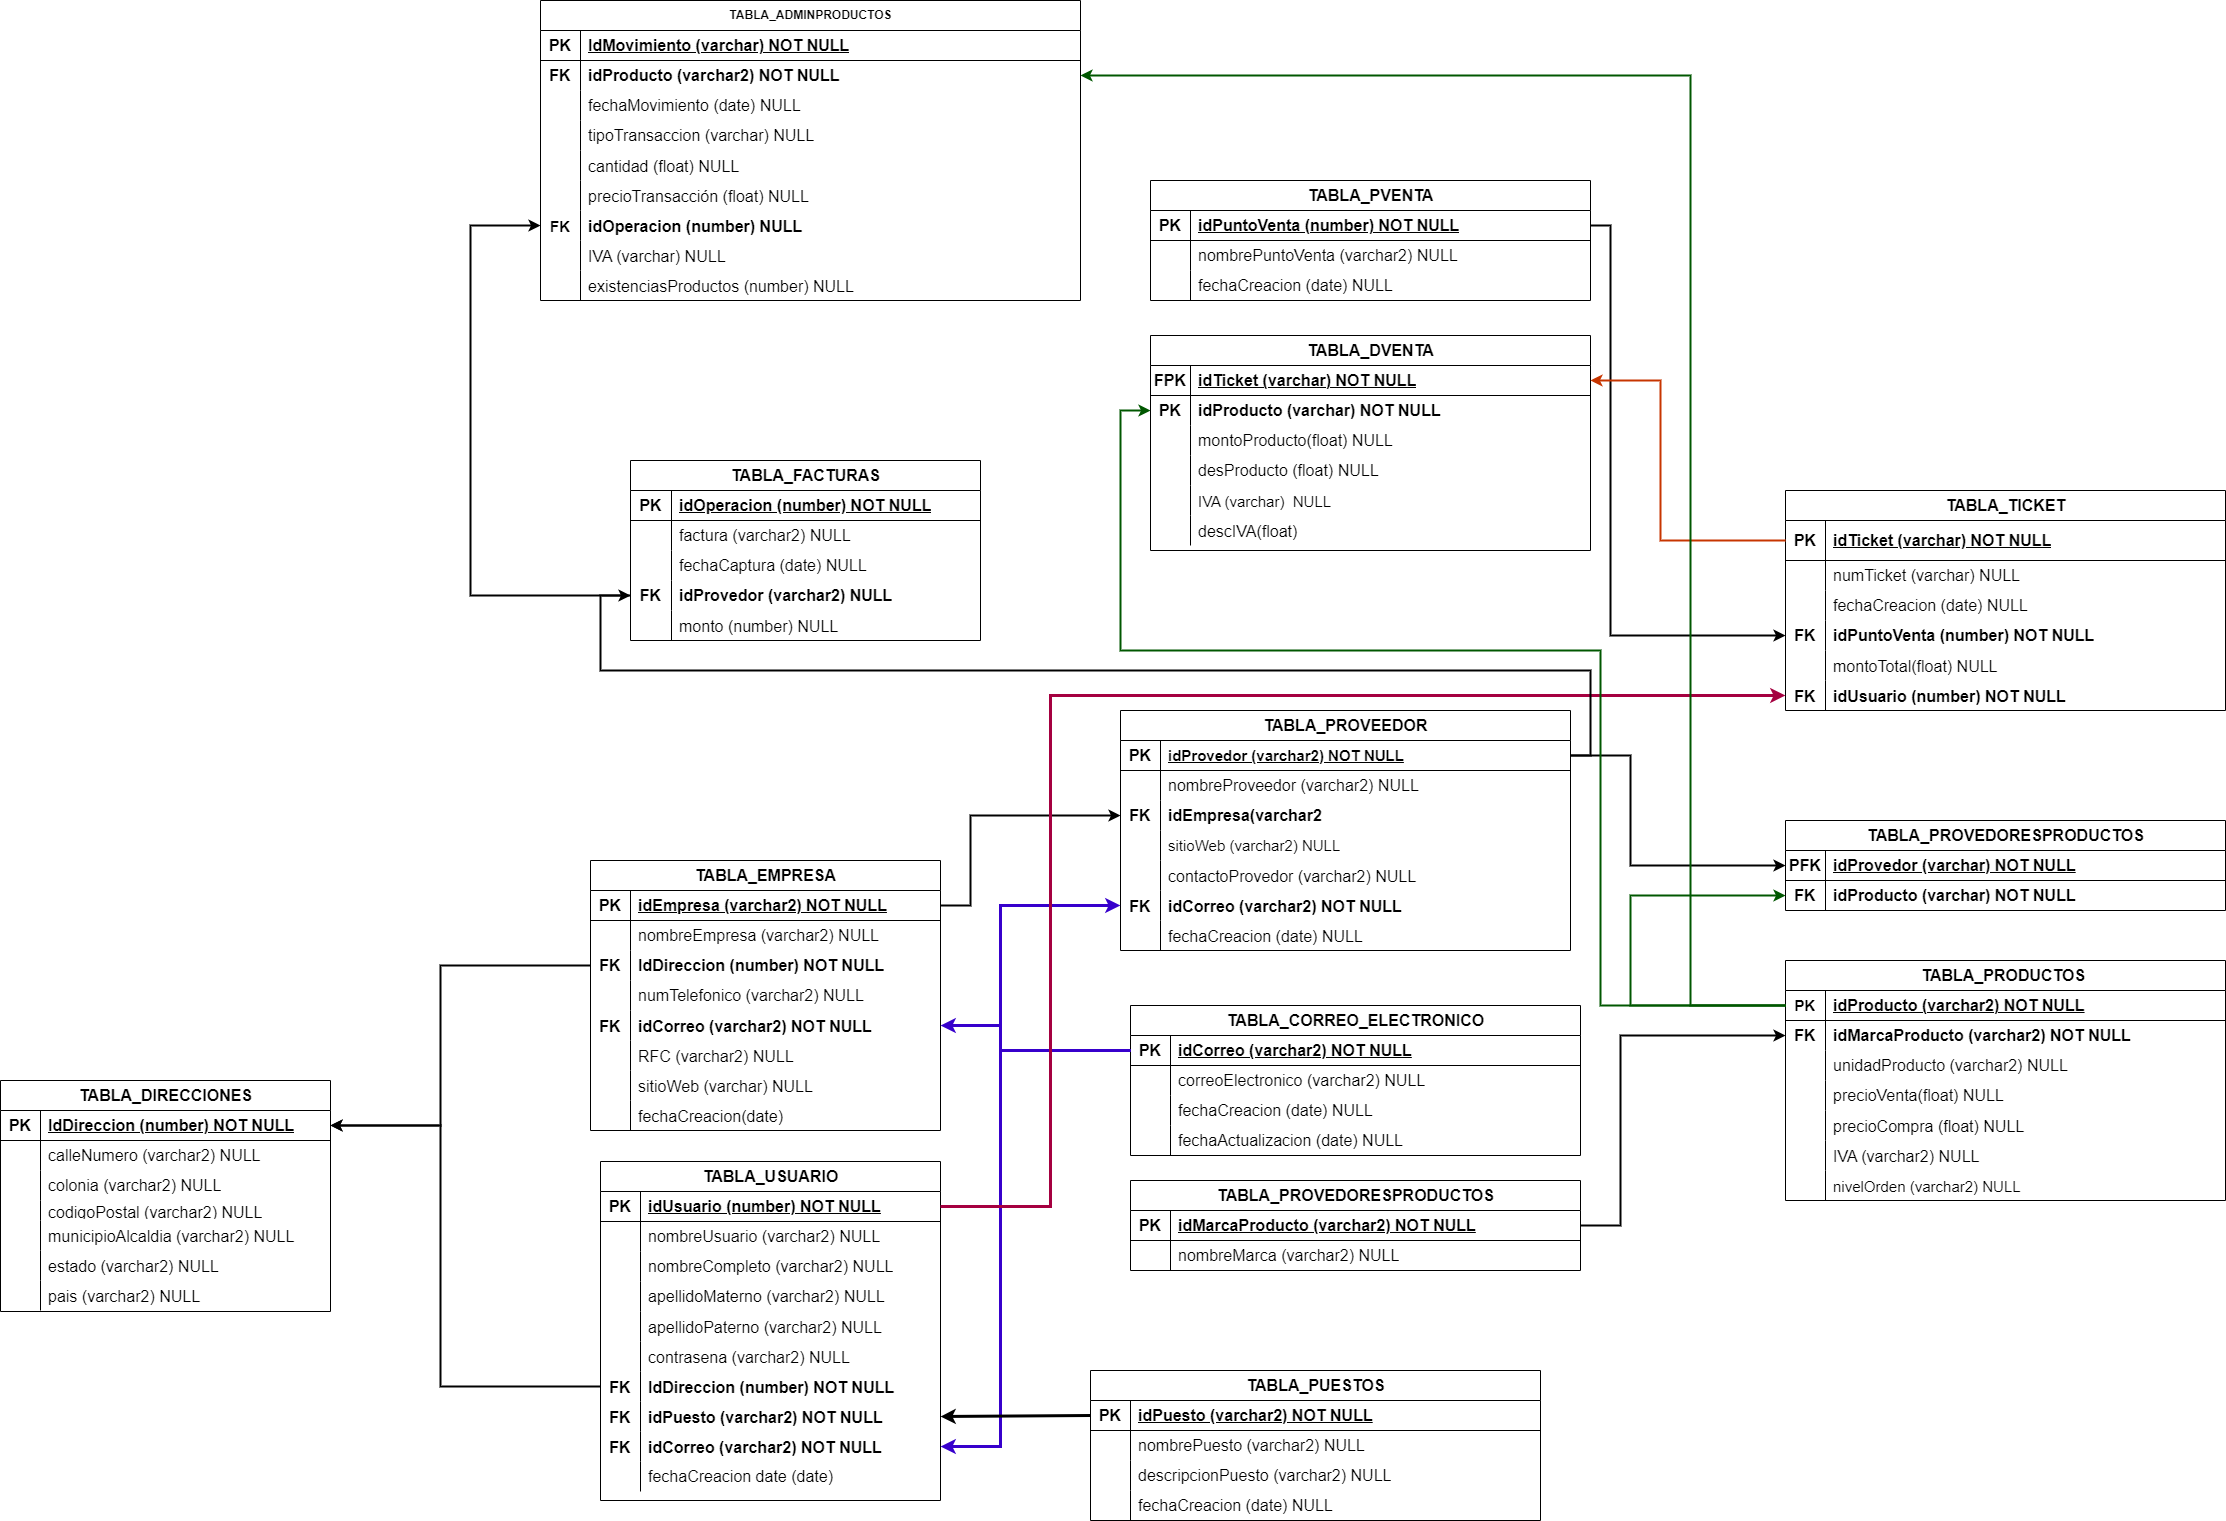 TABLA_ADMINPRODUCTOS
PK IdMovimiento (varchar) NOT NULL
FK idProducto (varchar2) NOT NULL
fechaMovimiento (date) NULL
tipoTransaccion (varchar) NULL
cantidad (float) NULL
precioTransacción (float) NULL
FK idOperacion (number) NULL
IVA (varchar) NULL
existenciasProductos (number) NULL
TABLA_PVENTA
PK idPuntoVenta (number) NOT NULL
nombrePuntoVenta (varchar2) NULL
fechaCreacion (date) NULL
TABLA_DVENTA
FPK idTicket (varchar) NOT NULL
PK idProducto (varchar) NOT NULL
montoProducto(float) NULL
desProducto (float) NULL
IVA (varchar) NULL
descIVA(float)
TABLA_FACTURAS
PK idOperacion (number) NOT NULL
factura (varchar2) NULL
fechaCaptura (date) NULL
FK idProvedor (varchar2) NULL
monto (number) NULL
TABLA_TICKET
PK idTicket (varchar) NOT NULL
numTicket (varchar) NULL
fechaCreacion (date) NULL
FK idPuntoVenta (number) NOT NULL
montoTotal(float) NULL
FK idUsuario (number) NOT NULL
TABLA_PROVEEDOR
PK idProvedor (varchar2) NOT NULL
nombreProveedor (varchar2) NULL
FK idEmpresa(varchar2
sitioWeb (varchar2) NULL
contactoProvedor (varchar2) NULL
FK idCorreo (varchar2) NOT NULL
fechaCreacion (date) NULL
TABLA_PROVEDORESPRODUCTOS
PFK idProvedor (varchar) NOT NULL
FK idProducto (varchar) NOT NULL
TABLA_EMPRESA
PK idEmpresa (varchar2) NOT NULL
nombreEmpresa (varchar2) NULL
FK IdDireccion (number) NOT NULL
numTelefonico (varchar2) NULL
FK idCorreo (varchar2) NOT NULL
RFC (varchar2) NULL
sitioWeb (varchar) NULL
fechaCreacion(date)
TABLA_PRODUCTOS
PK idProducto (varchar2) NOT NULL
FK idMarcaProducto (varchar2) NOT NULL
unidadProducto (varchar2) NULL
precioVenta(float) NULL
precioCompra (float) NULL
IVA (varchar2) NULL
nivelOrden (varchar2) NULL
TABLA_CORREO_ELECTRONICO
PK idCorreo (varchar2) NOT NULL
correoElectronico (varchar2) NULL
fechaCreacion (date) NULL
fechaActualizacion (date) NULL
TABLA_DIRECCIONES
PK IdDireccion (number) NOT NULL
calleNumero (varchar2) NULL
colonia (varchar2) NULL
codigoPostal (varchar2) NULL
municipioAlcaldia (varchar2) NULL
estado (varchar2) NULL
pais (varchar2) NULL
TABLA_USUARIO
PK idUsuario (number) NOT NULL
nombreUsuario (varchar2) NULL
nombreCompleto (varchar2) NULL
apellidoMaterno (varchar2) NULL
apellidoPaterno (varchar2) NULL
contrasena (varchar2) NULL
FK IdDireccion (number) NOT NULL
FK idPuesto (varchar2) NOT NULL
FK idCorreo (varchar2) NOT NULL
fechaCreacion date (date)
TABLA_PROVEDORESPRODUCTOS
PK idMarcaProducto (varchar2) NOT NULL
nombreMarca (varchar2) NULL
TABLA_PUESTOS
PK idPuesto (varchar2) NOT NULL
nombrePuesto (varchar2) NULL
descripcionPuesto (varchar2) NULL
fechaCreacion (date) NULL